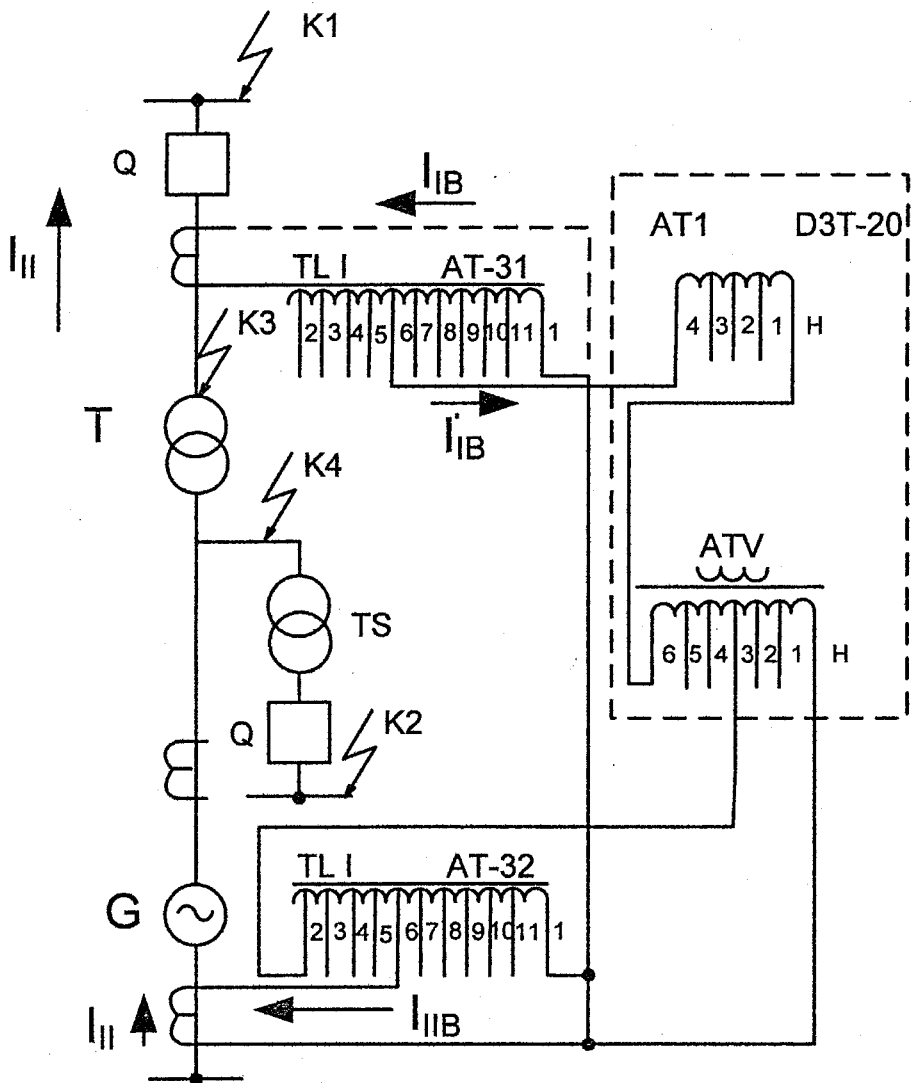 K1
Q
I_IB
AT1 D3T-20
I_II
TL I AT-31
2 3 4 5 6 7 8 9 10 11 1
4 3 2 1 H
K3
T
I'_IB
K4
ATV
TS
6 5 4 3 2 1 H
Q
K2
TL I AT-32
G
2 3 4 5 6 7 8 9 10 11 1
I_II
I_IIB